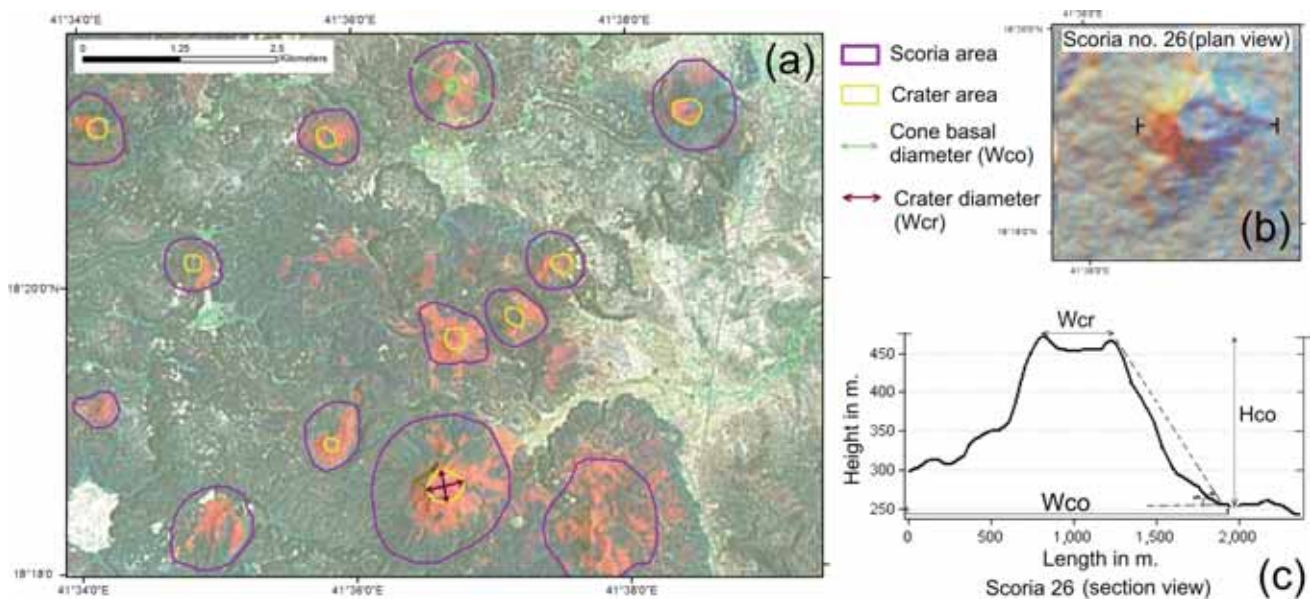 41°34'0"E 41°36'0"E 41°38'0"E
0 1.25 2.5
Kilometers
(a)
18°20'0"N
18°18'0"
41°34'0"E 41°36'0"E 41°38'0"E
Scoria area
Crater area
Cone basal
diameter (Wco)
Crater diameter
(Wcr)
Scoria no. 26(plan view)
(b)
Wcr
450
400
350
300
250
Height in m.
Hco
Wco
0 500 1,000 1,500 2,000
Length in m.
Scoria 26 (section view)
(c)